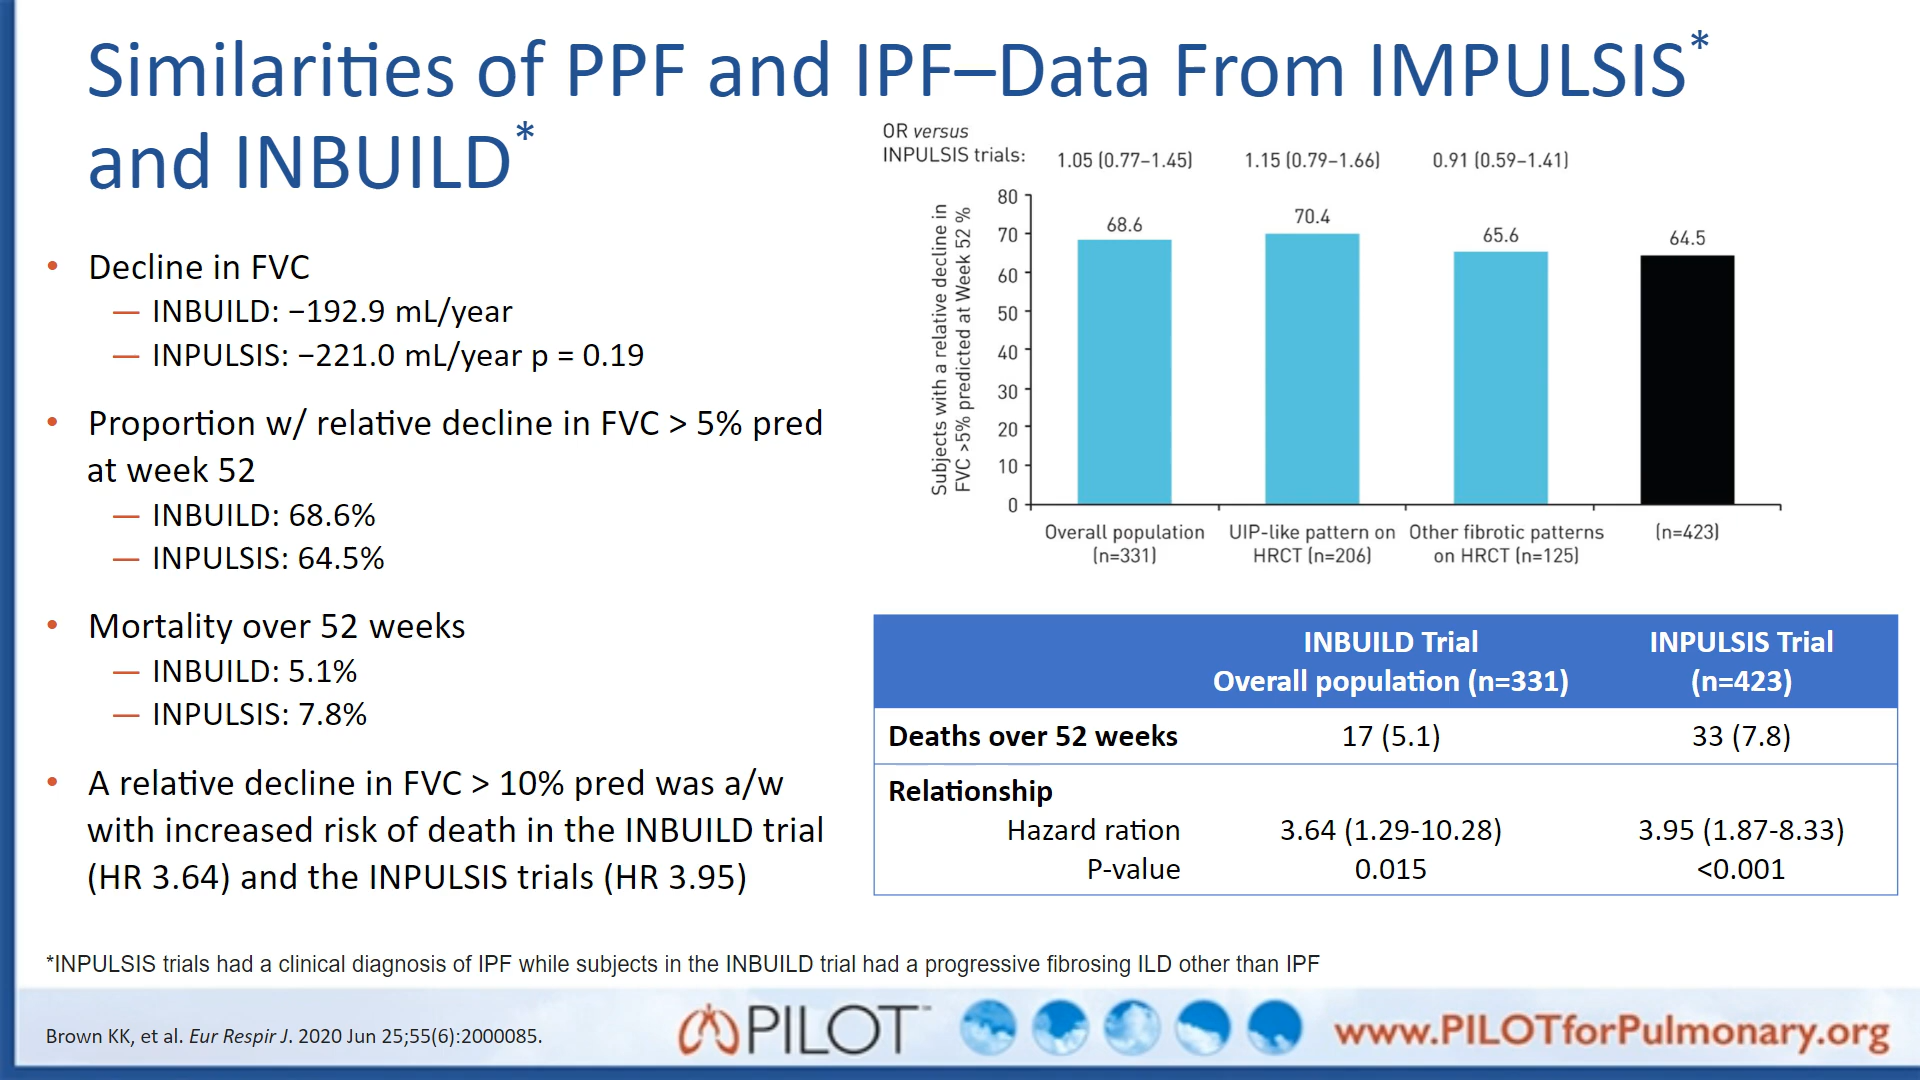 Similarities of PPF and IPF–Data From IMPULSIS*
and INBUILD*
• Decline in FVC
— INBUILD: −192.9 mL/year
— INPULSIS: −221.0 mL/year p = 0.19
• Proportion w/ relative decline in FVC > 5% pred
at week 52
— INBUILD: 68.6%
— INPULSIS: 64.5%
• Mortality over 52 weeks
— INBUILD: 5.1%
— INPULSIS: 7.8%
• A relative decline in FVC > 10% pred was a/w
with increased risk of death in the INBUILD trial
(HR 3.64) and the INPULSIS trials (HR 3.95)
OR versus
INPULSIS trials: 1.05 (0.77–1.45) 1.15 (0.79–1.66) 0.91 (0.59–1.41)
Subjects with a relative decline in
FVC >5% predicted at Week 52 %
80
70
60
50
40
30
20
10
0
68.6
70.4
65.6
64.5
Overall population
(n=331)
UIP-like pattern on
HRCT (n=206)
Other fibrotic patterns
on HRCT (n=125)
(n=423)
INBUILD Trial INPULSIS Trial
Overall population (n=331) (n=423)
Deaths over 52 weeks 17 (5.1) 33 (7.8)
Relationship
Hazard ration 3.64 (1.29-10.28) 3.95 (1.87-8.33)
P-value 0.015 <0.001
*INPULSIS trials had a clinical diagnosis of IPF while subjects in the INBUILD trial had a progressive fibrosing ILD other than IPF
Brown KK, et al. Eur Respir J. 2020 Jun 25;55(6):2000085.
PILOT™
www.PILOTforPulmonary.org